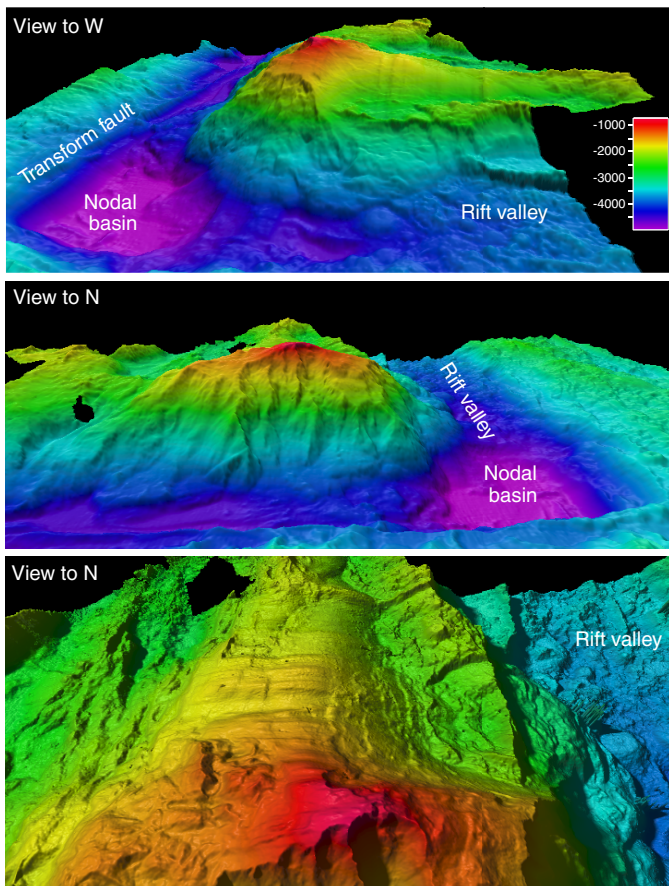 View to W
Transform fault
Nodal
basin
Rift valley
-1000
-2000
-3000
-4000
View to N
Rift valley
Nodal
basin
View to N
Rift valley